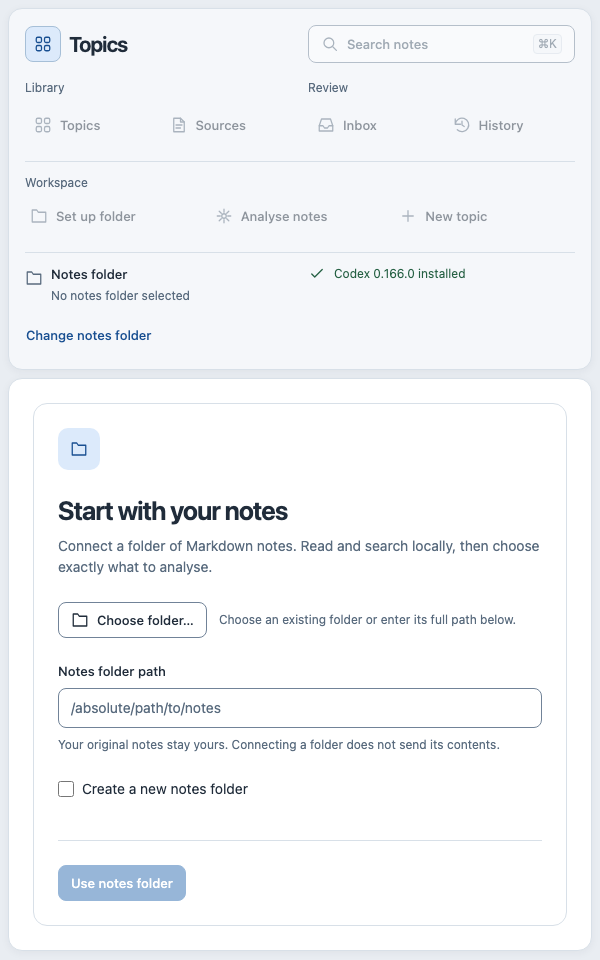 Topics
Search notes ⌘K
Library
Review
Topics
Sources
Inbox
History
Workspace
Set up folder
Analyse notes
New topic
Notes folder
No notes folder selected
Codex 0.166.0 installed
Change notes folder
Start with your notes
Connect a folder of Markdown notes. Read and search locally, then choose
exactly what to analyse.
Choose folder...
Choose an existing folder or enter its full path below.
Notes folder path
/absolute/path/to/notes
Your original notes stay yours. Connecting a folder does not send its contents.
Create a new notes folder
Use notes folder